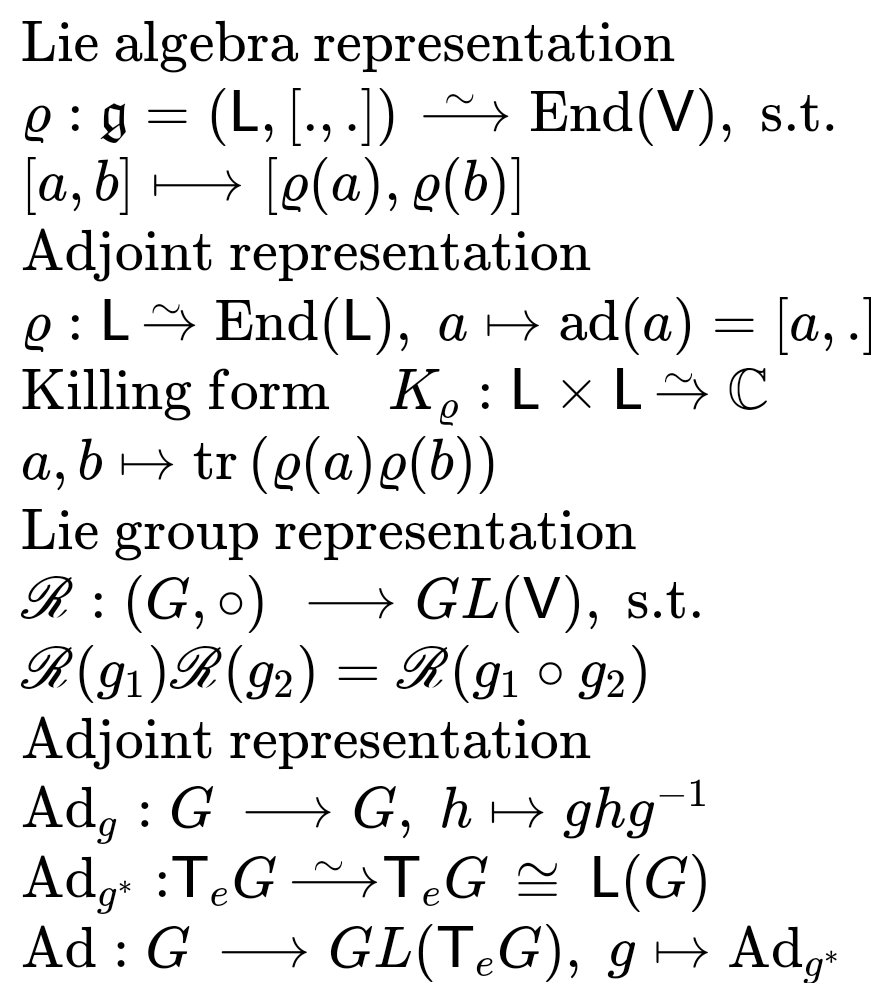 Lie algebra representation
ϱ : 𝔤 = (L, [., .]) ⟶̃ End(V), s.t.
[a, b] ⟼ [ϱ(a), ϱ(b)]
Adjoint representation
ϱ : L →̃ End(L), a ↦ ad(a) = [a, .]
Killing form K_ϱ : L × L →̃ ℂ
a, b ↦ tr (ϱ(a)ϱ(b))
Lie group representation
ℛ : (G, ∘) ⟶ GL(V), s.t.
ℛ(g₁)ℛ(g₂) = ℛ(g₁ ∘ g₂)
Adjoint representation
Ad_g : G ⟶ G, h ↦ ghg⁻¹
Ad_{g*} : T_eG ⟶̃ T_eG ≅ L(G)
Ad : G ⟶ GL(T_eG), g ↦ Ad_{g*}